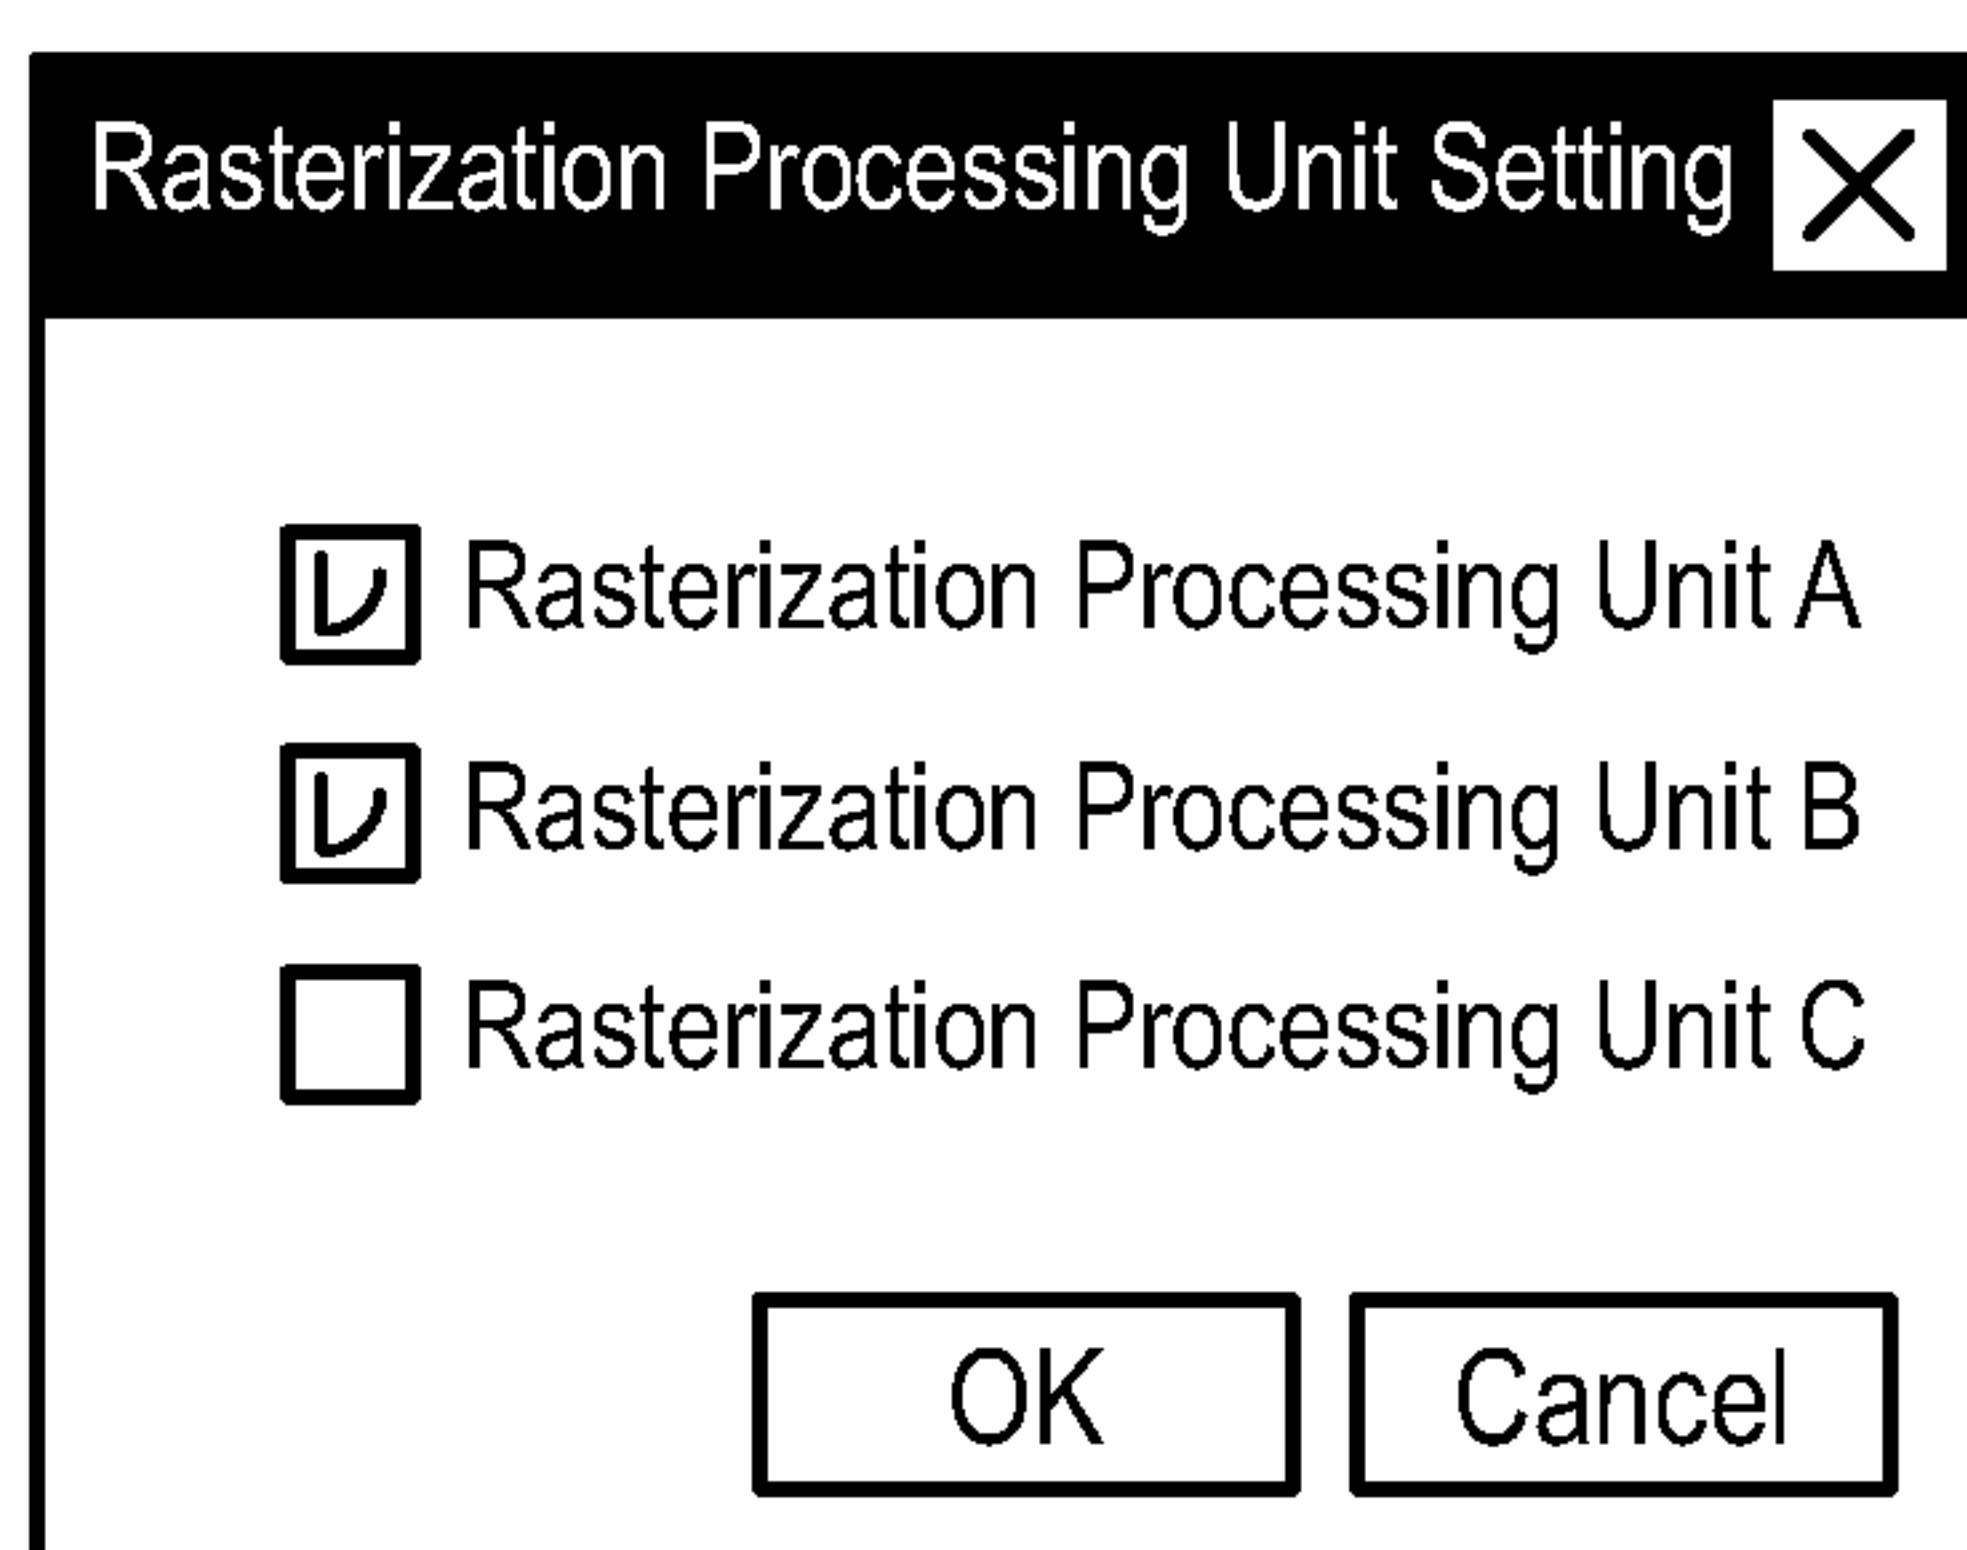 Rasterization Processing Unit Setting
Rasterization Processing Unit A
Rasterization Processing Unit B
Rasterization Processing Unit C
OK Cancel